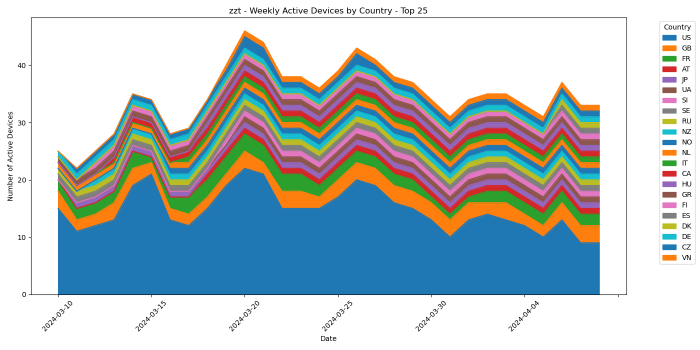 zzt - Weekly Active Devices by Country - Top 25
Number of Active Devices
40
30
20
10
0
2024-03-10
2024-03-15
2024-03-20
2024-03-25
2024-03-30
2024-04-04
Date
Country
US
GB
FR
AT
JP
UA
SI
SE
RU
NZ
NO
NL
IT
CA
HU
GR
FI
ES
DK
DE
CZ
VN